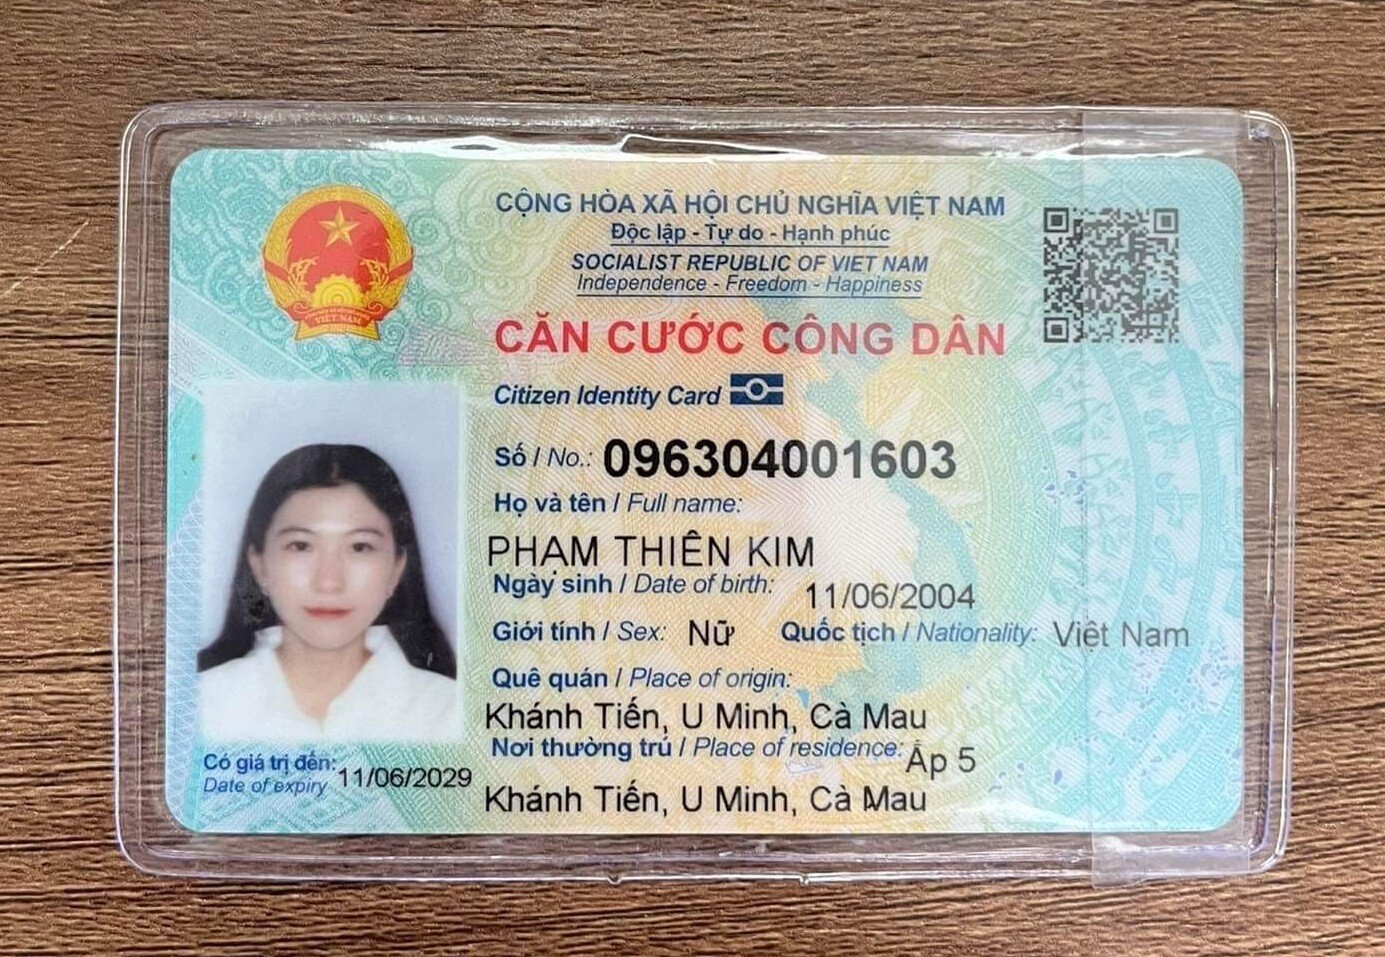 CỘNG HÒA XÃ HỘI CHỦ NGHĨA VIỆT NAM
Độc lập - Tự do - Hạnh phúc
SOCIALIST REPUBLIC OF VIET NAM
Independence - Freedom - Happiness
CĂN CƯỚC CÔNG DÂN
Citizen Identity Card
Số / No.: 096304001603
Họ và tên / Full name:
PHẠM THIÊN KIM
Ngày sinh / Date of birth: 11/06/2004
Giới tính / Sex: Nữ Quốc tịch / Nationality: Việt Nam
Quê quán / Place of origin:
Khánh Tiến, U Minh, Cà Mau
Nơi thường trú / Place of residence: Ấp 5
Khánh Tiến, U Minh, Cà Mau
Có giá trị đến: 11/06/2029
Date of expiry
VIỆT NAM